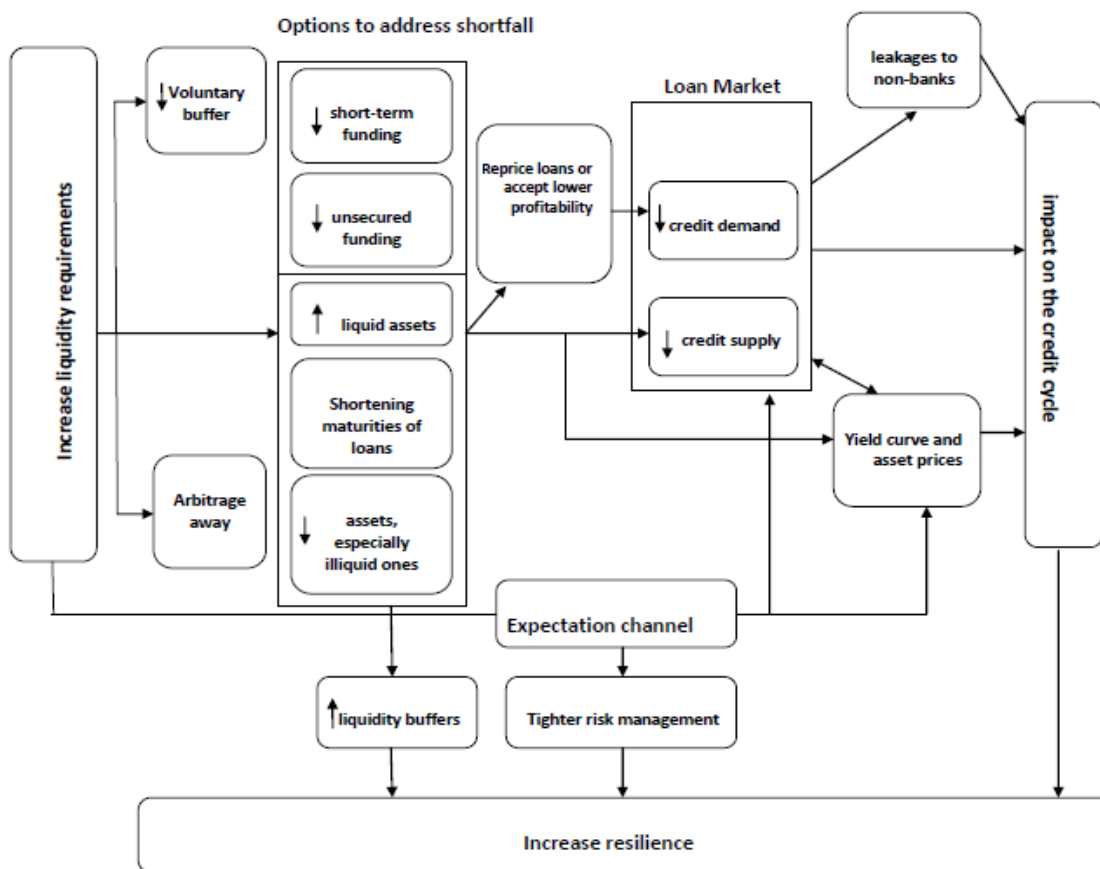 Options to address shortfall
Increase liquidity requirements
Voluntary
buffer
Arbitrage
away
short-term
funding
unsecured
funding
liquid assets
Shortening
maturities of
loans
assets,
especially
illiquid ones
Reprice loans or
accept lower
profitability
Loan Market
credit demand
credit supply
leakages to
non-banks
Yield curve and
asset prices
impact on the credit cycle
Expectation channel
liquidity buffers
Tighter risk management
Increase resilience